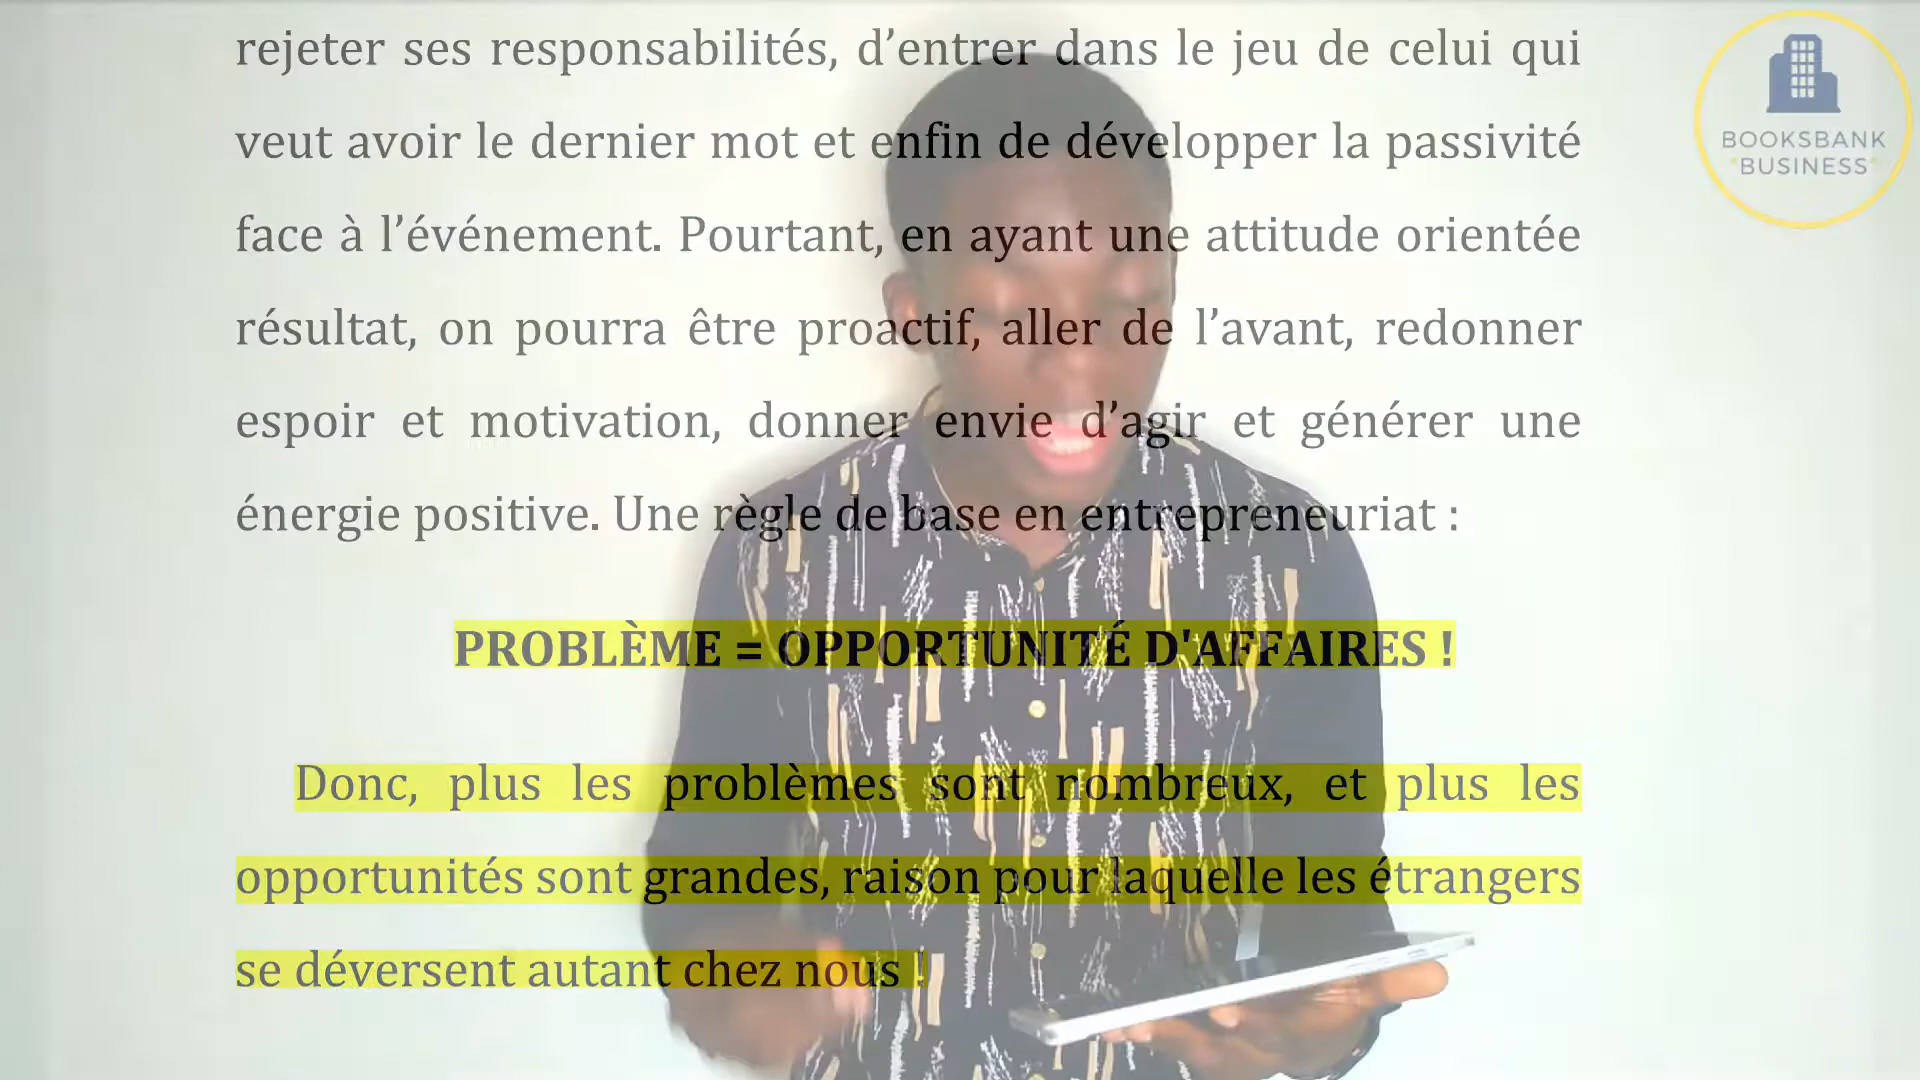 rejeter ses responsabilités, d’entrer dans le jeu de celui qui
veut avoir le dernier mot et enfin de développer la passivité
face à l’événement. Pourtant, en ayant une attitude orientée
résultat, on pourra être proactif, aller de l’avant, redonner
espoir et motivation, donner envie d’agir et générer une
énergie positive. Une règle de base en entrepreneuriat :
PROBLÈME = OPPORTUNITÉ D'AFFAIRES !
Donc, plus les problèmes sont nombreux, et plus les
opportunités sont grandes, raison pour laquelle les étrangers
se déversent autant chez nous !
BOOKSBANK
BUSINESS